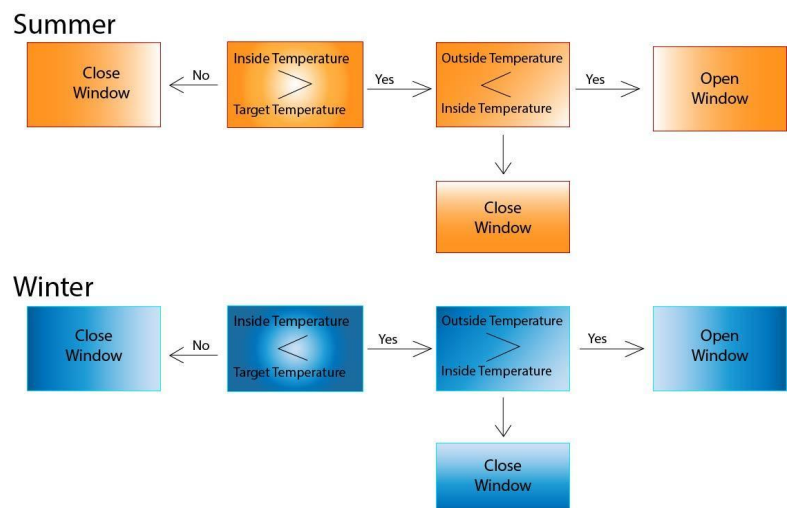 Summer
Close
Window
No
Inside Temperature
>
Target Temperature
Yes
Outside Temperature
<
Inside Temperature
Yes
Open
Window
Close
Window
Winter
Close
Window
No
Inside Temperature
<
Target Temperature
Yes
Outside Temperature
>
Inside Temperature
Yes
Open
Window
Close
Window